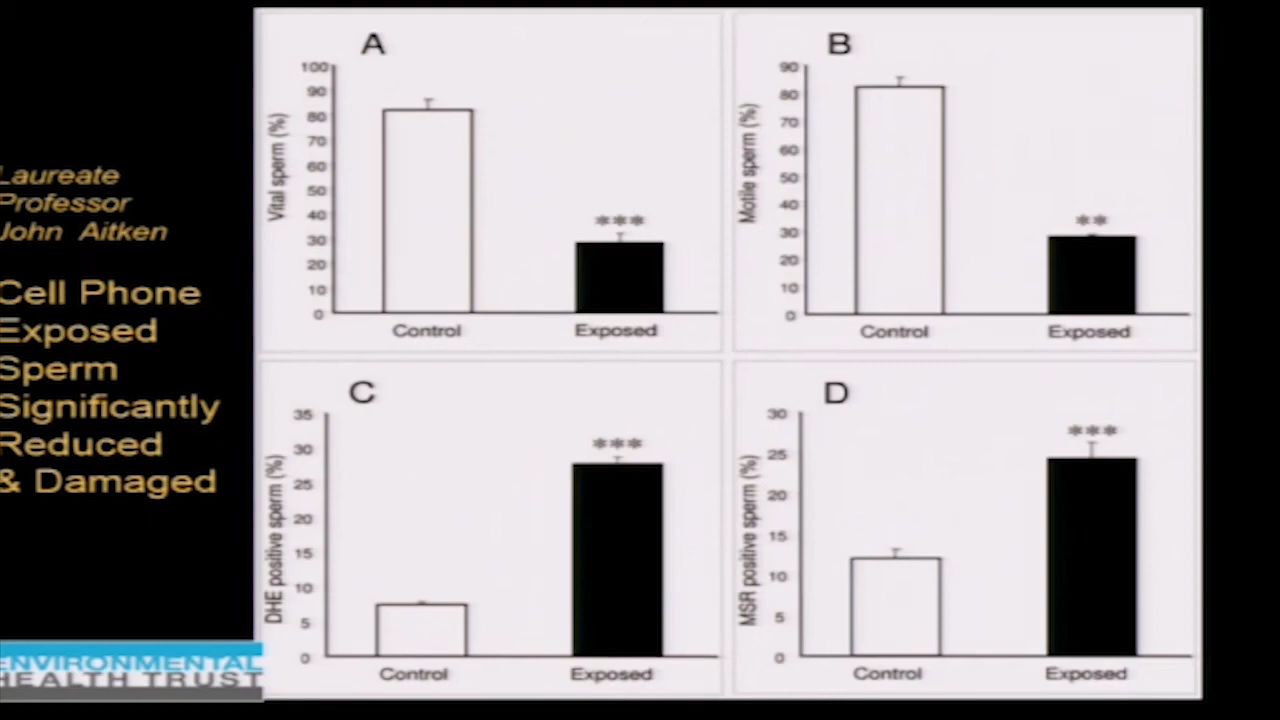 Laureate
Professor
John Aitken
Cell Phone
Exposed
Sperm
Significantly
Reduced
& Damaged
ENVIRONMENTAL
HEALTH TRUST
A
Vital sperm (%)
100
90
80
70
60
50
40
30
20
10
0
***
Control
Exposed
B
Motile sperm (%)
90
80
70
60
50
40
30
20
10
0
**
Control
Exposed
C
DHE positive sperm (%)
35
30
25
20
15
10
5
0
***
Control
Exposed
D
MSR positive sperm (%)
30
25
20
15
10
5
0
***
Control
Exposed